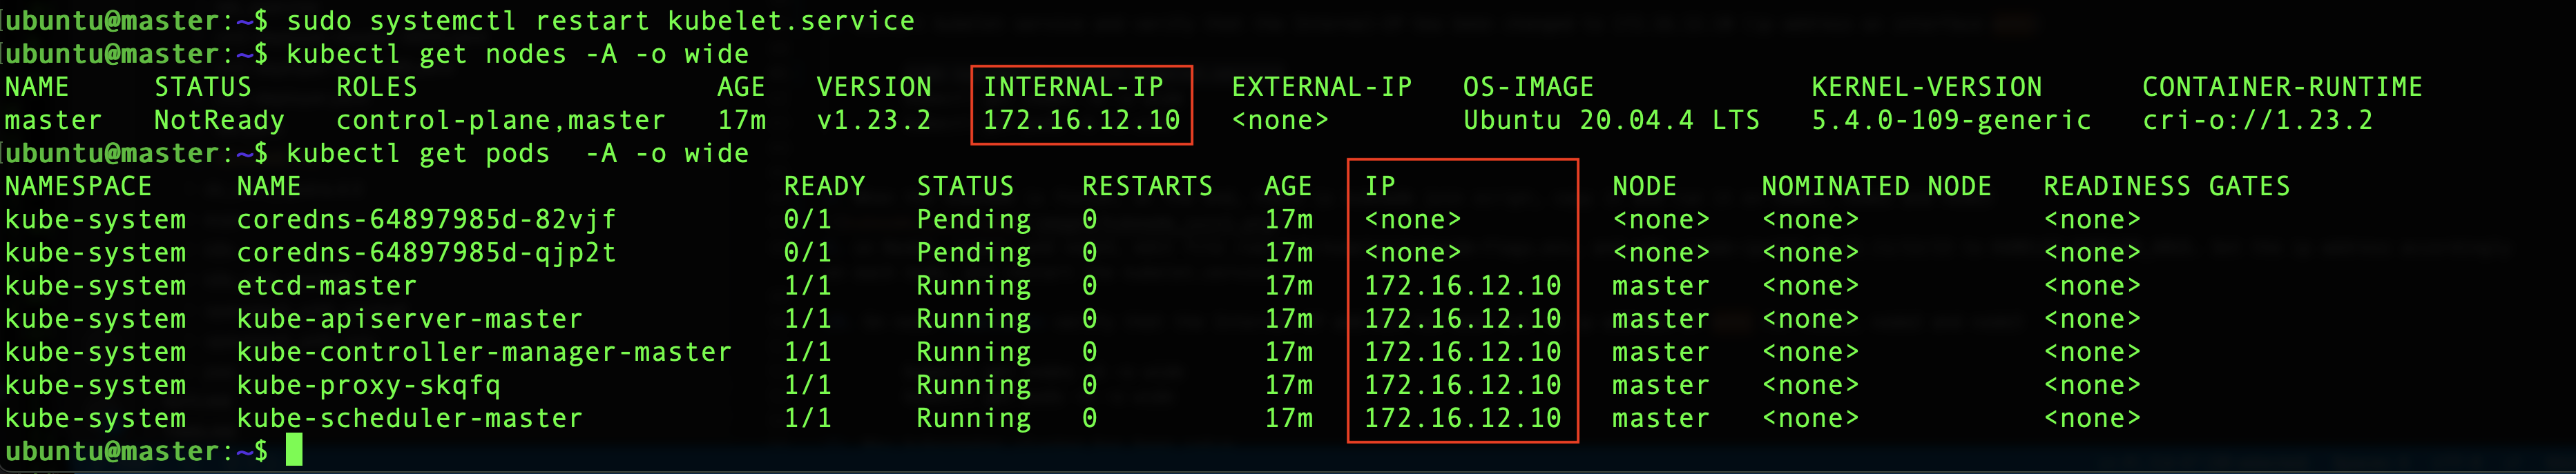 ubuntu@master:~$ sudo systemctl restart kubelet.service
ubuntu@master:~$ kubectl get nodes -A -o wide
NAME STATUS ROLES AGE VERSION INTERNAL-IP EXTERNAL-IP OS-IMAGE KERNEL-VERSION CONTAINER-RUNTIME
master NotReady control-plane,master 17m v1.23.2 172.16.12.10 <none> Ubuntu 20.04.4 LTS 5.4.0-109-generic cri-o://1.23.2
ubuntu@master:~$ kubectl get pods  -A -o wide
NAMESPACE NAME READY STATUS RESTARTS AGE IP NODE NOMINATED NODE READINESS GATES
kube-system coredns-64897985d-82vjf 0/1 Pending 0 17m <none> <none> <none> <none>
kube-system coredns-64897985d-qjp2t 0/1 Pending 0 17m <none> <none> <none> <none>
kube-system etcd-master 1/1 Running 0 17m 172.16.12.10 master <none> <none>
kube-system kube-apiserver-master 1/1 Running 0 17m 172.16.12.10 master <none> <none>
kube-system kube-controller-manager-master 1/1 Running 0 17m 172.16.12.10 master <none> <none>
kube-system kube-proxy-skqfq 1/1 Running 0 17m 172.16.12.10 master <none> <none>
kube-system kube-scheduler-master 1/1 Running 0 17m 172.16.12.10 master <none> <none>
ubuntu@master:~$